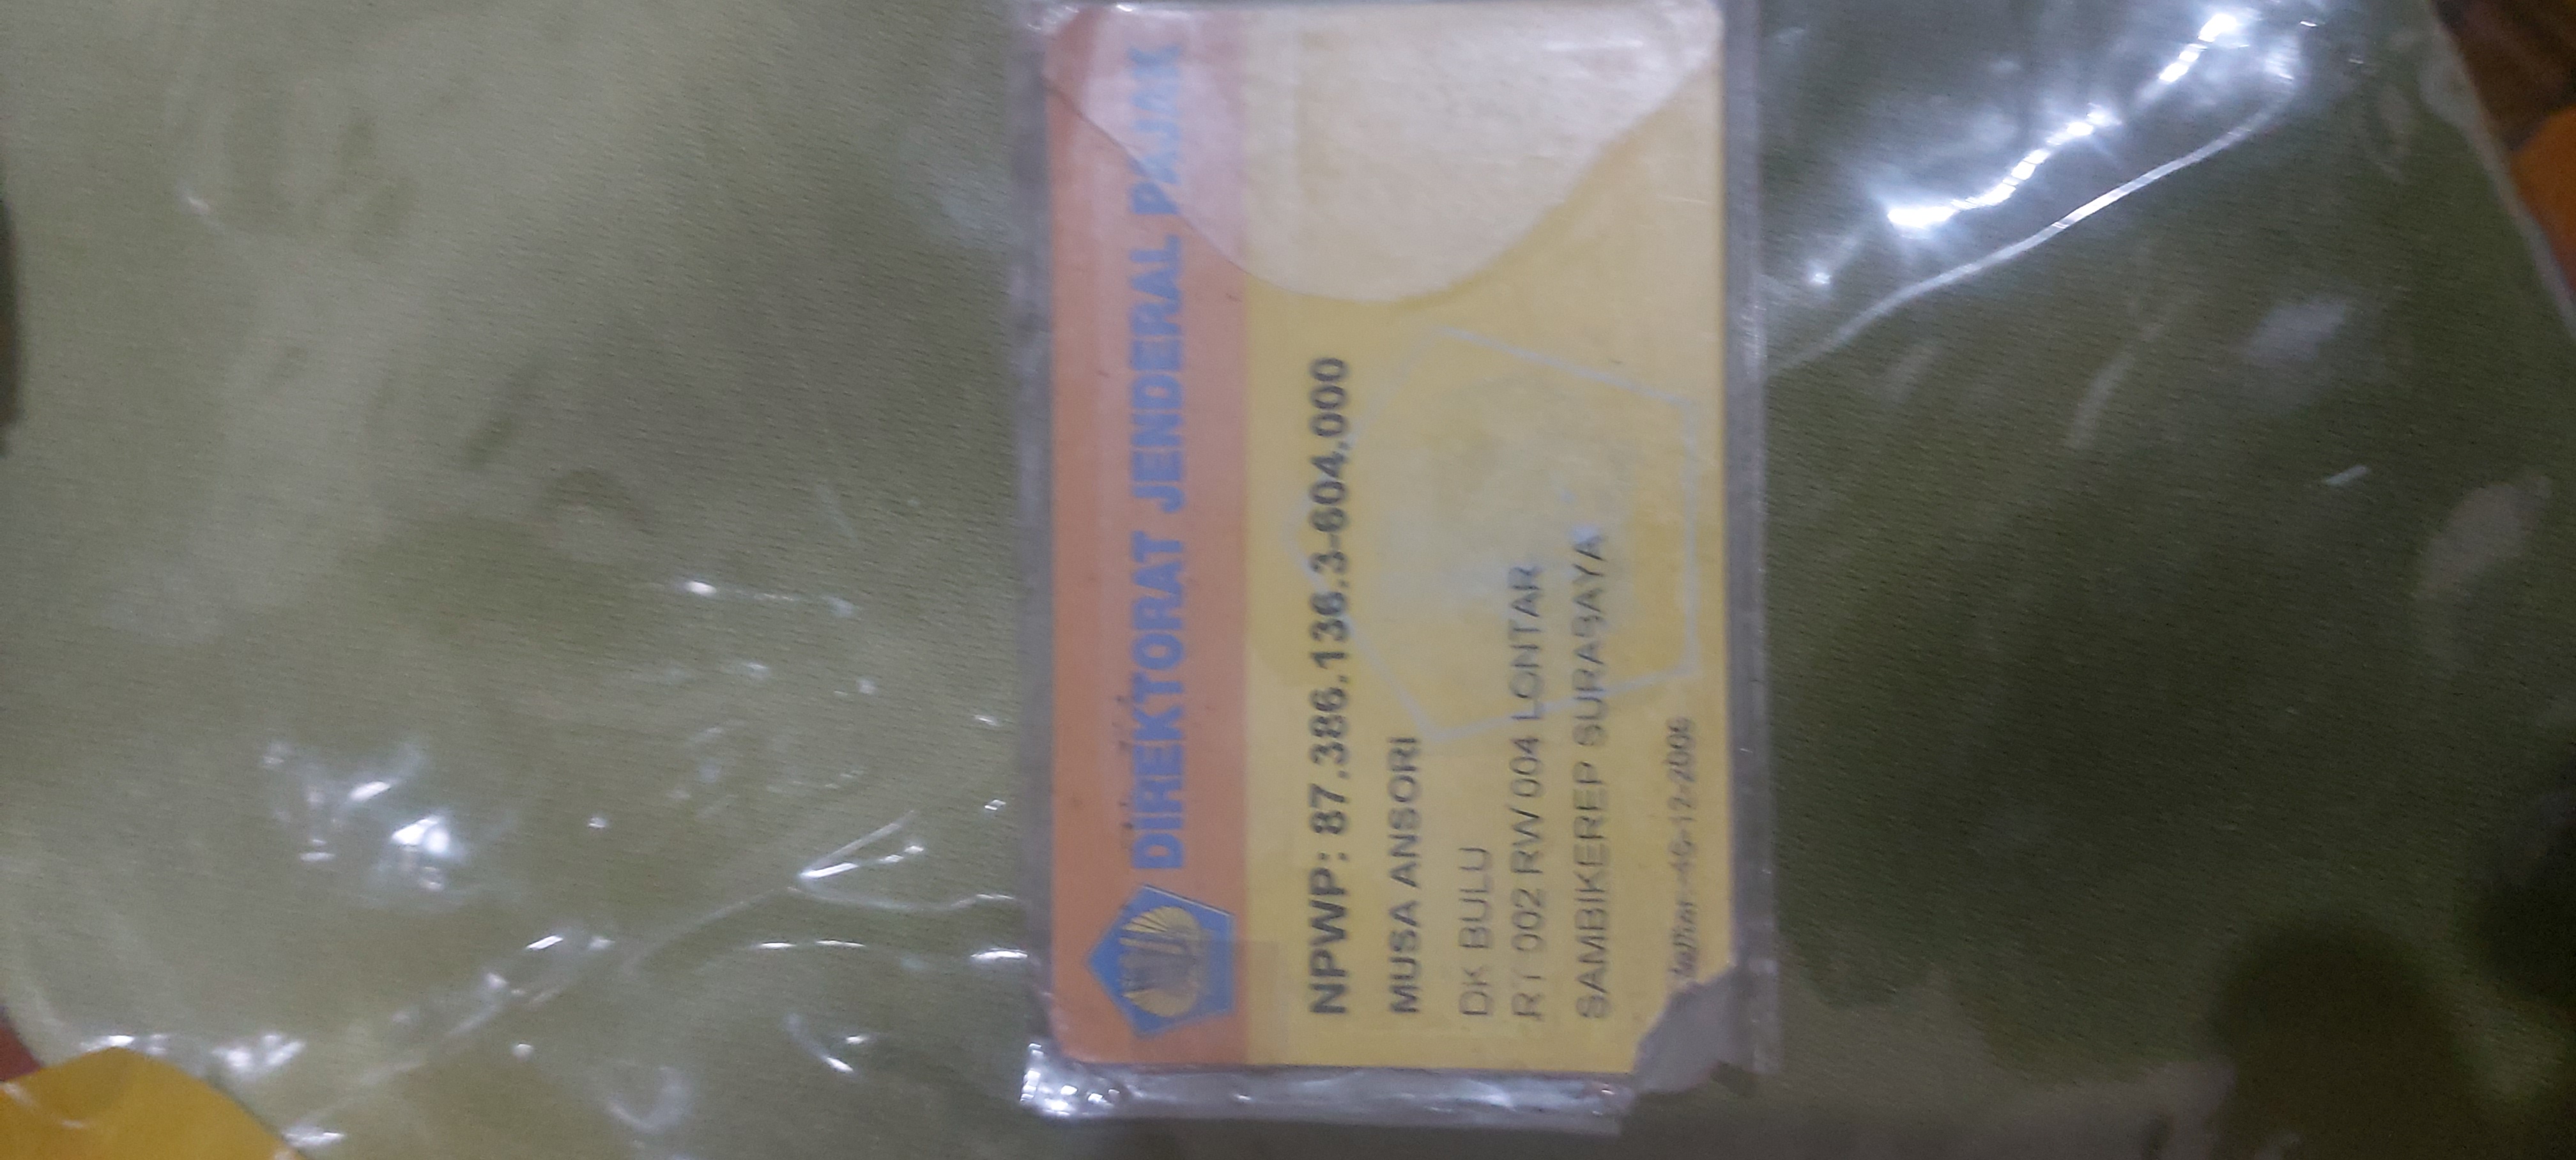 DIREKTORAT JENDERAL PAJAK
NPWP: 87.386.136.3-604.000
MUSA ANSORI
DK BULU
RT 002 RW 004 LONTAR
SAMBIKEREP SURABAYA